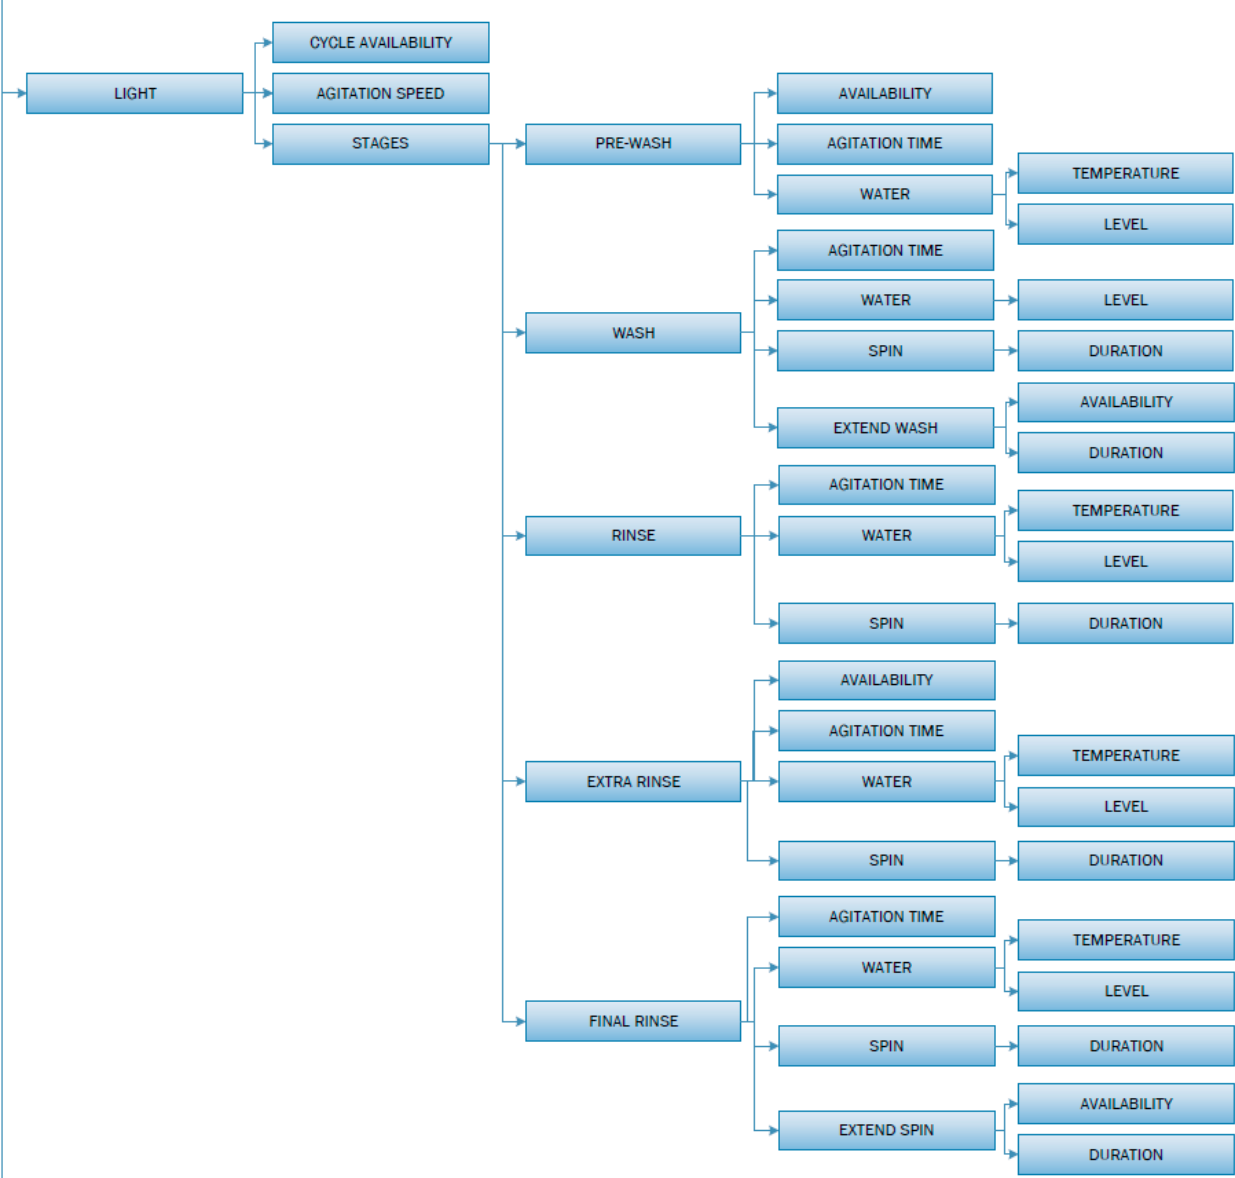 CYCLE AVAILABILITY
LIGHT
AGITATION SPEED
STAGES
PRE-WASH
AVAILABILITY
AGITATION TIME
WATER
TEMPERATURE
LEVEL
WASH
AGITATION TIME
WATER
LEVEL
SPIN
DURATION
EXTEND WASH
AVAILABILITY
DURATION
RINSE
AGITATION TIME
WATER
TEMPERATURE
LEVEL
SPIN
DURATION
EXTRA RINSE
AVAILABILITY
AGITATION TIME
WATER
TEMPERATURE
LEVEL
SPIN
DURATION
FINAL RINSE
AGITATION TIME
WATER
TEMPERATURE
LEVEL
SPIN
DURATION
EXTEND SPIN
AVAILABILITY
DURATION